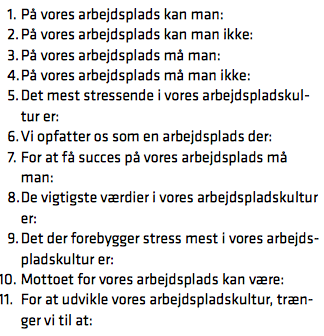 1. På vores arbejdsplads kan man:
2. På vores arbejdsplads kan man ikke:
3. På vores arbejdsplads må man:
4. På vores arbejdsplads må man ikke:
5. Det mest stressende i vores arbejdspladskul-
tur er:
6. Vi opfatter os som en arbejdsplads der:
7. For at få succes på vores arbejdsplads må
man:
8. De vigtigste værdier i vores arbejdspladskultur
er:
9. Det der forebygger stress mest i vores arbejds-
pladskultur er:
10. Mottoet for vores arbejdsplads kan være:
11. For at udvikle vores arbejdspladskultur, træn-
ger vi til at: